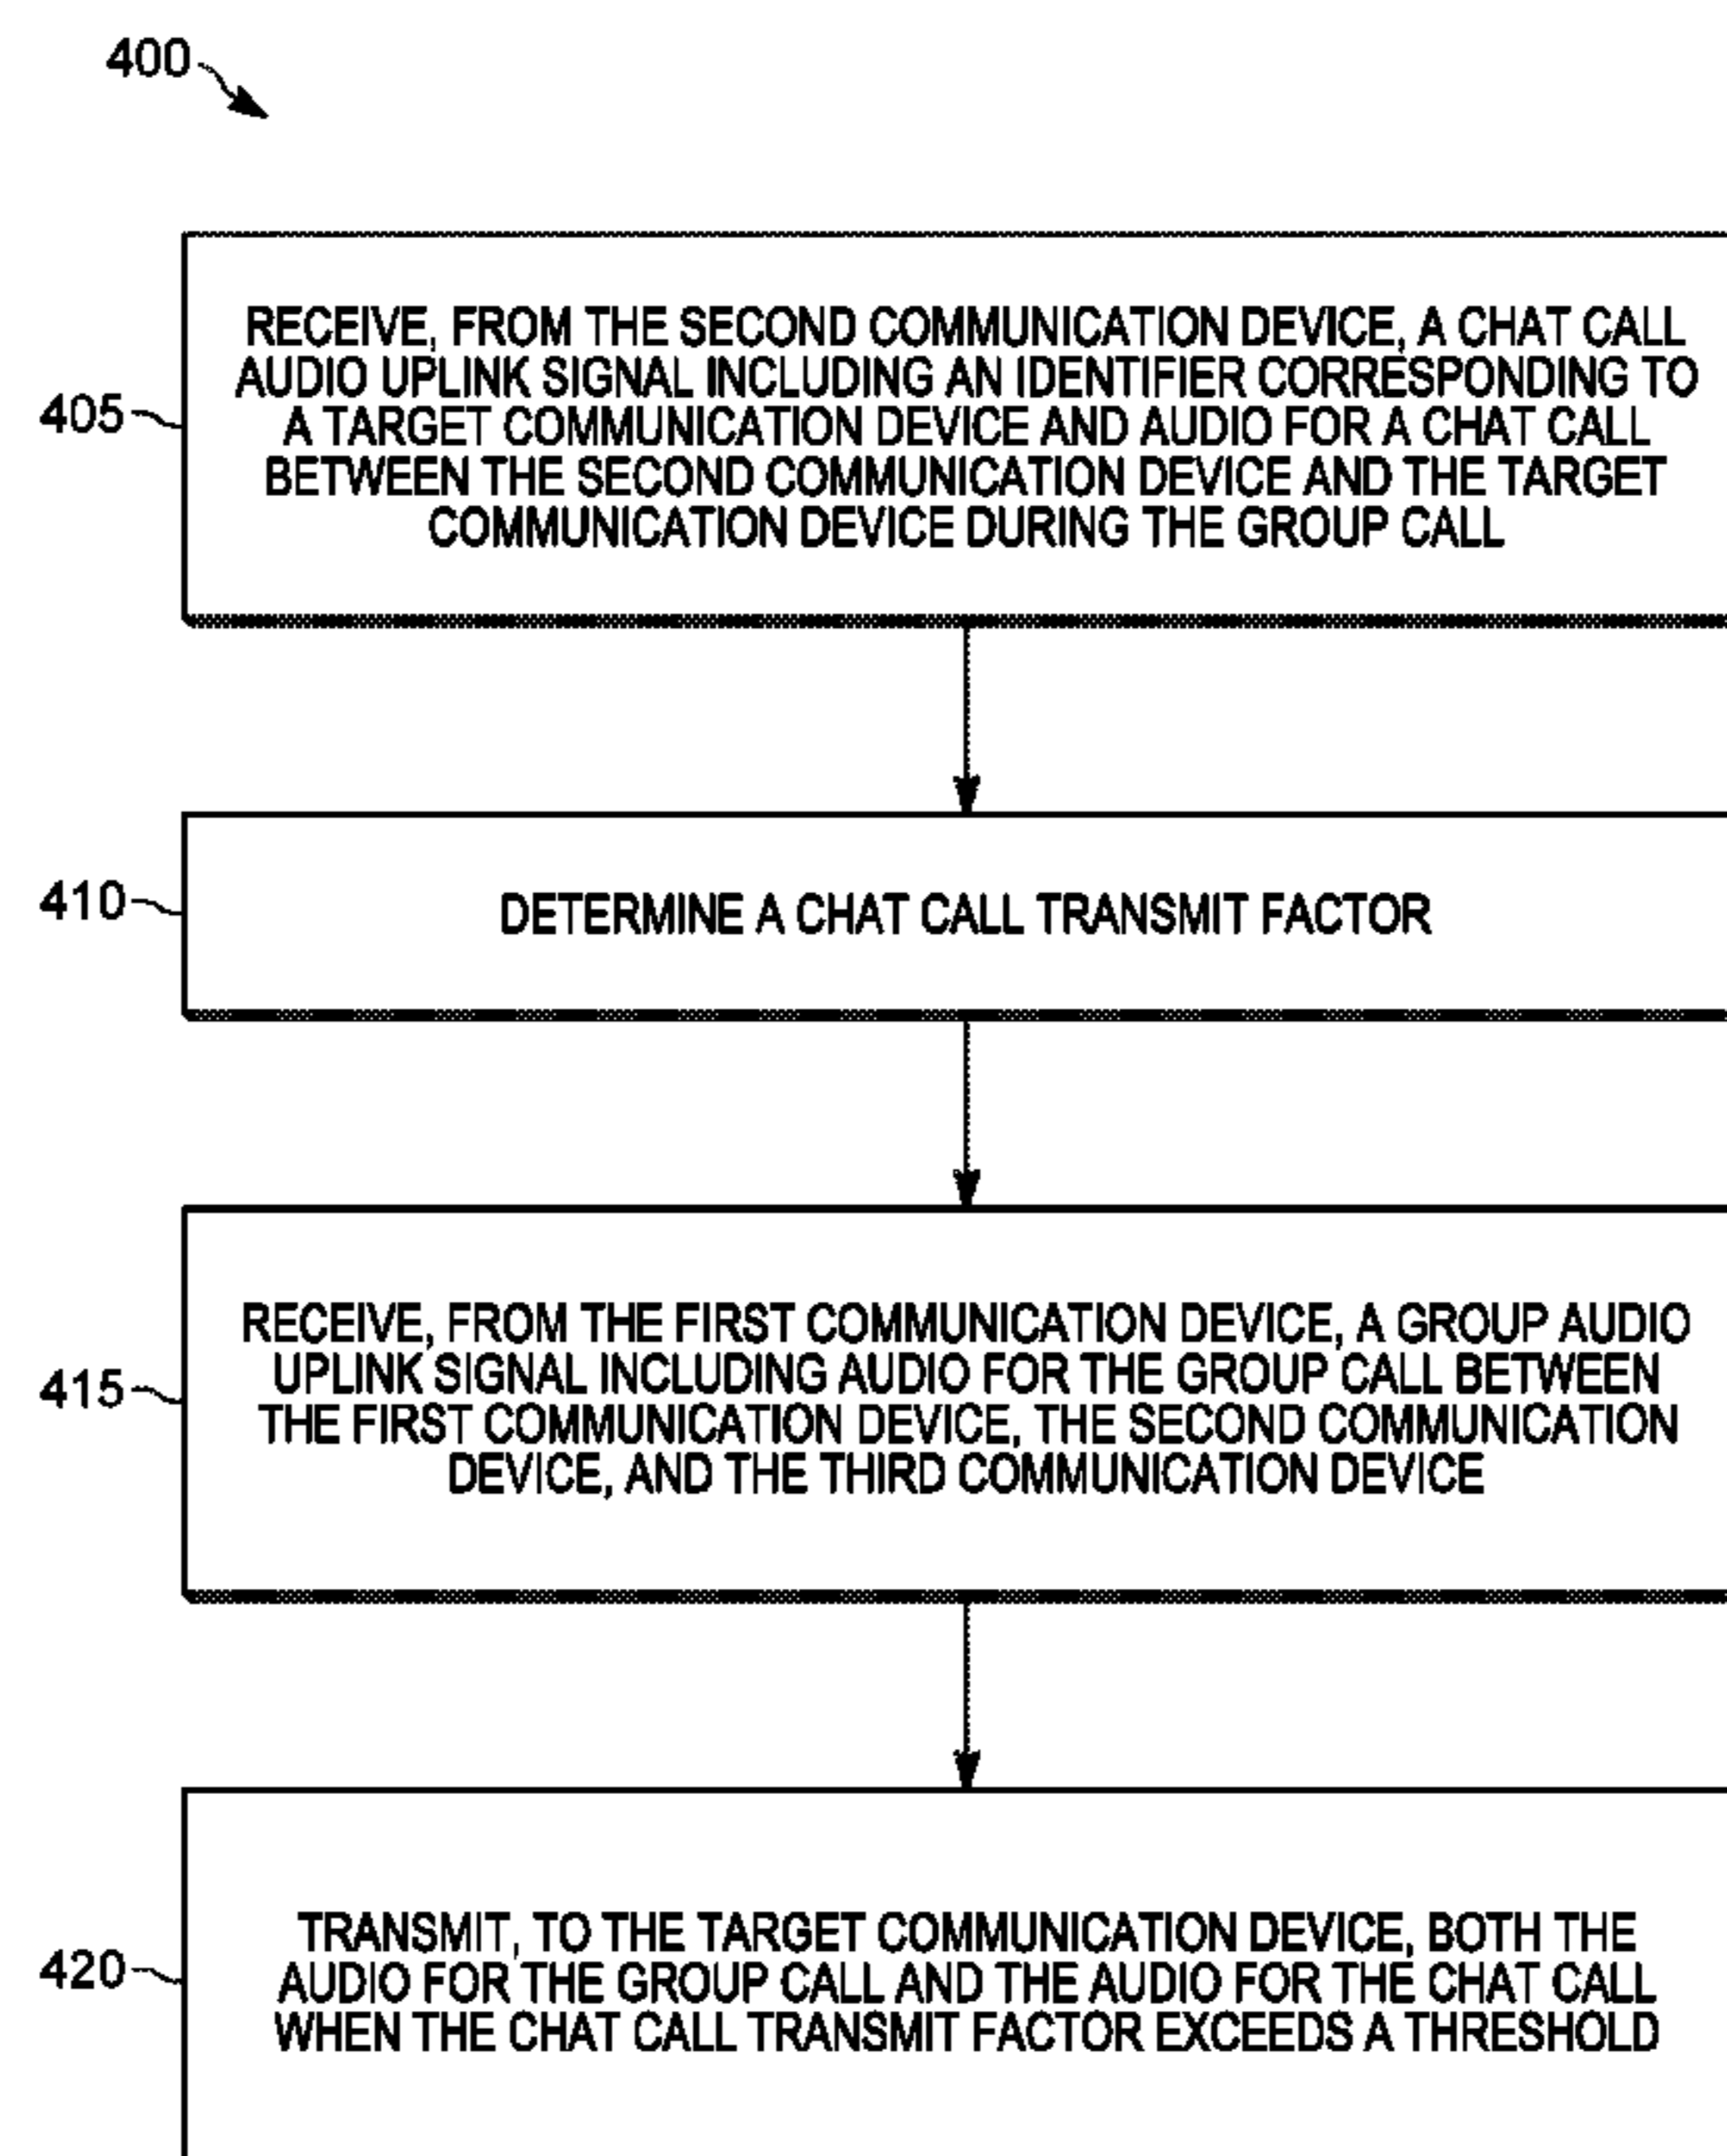 400
405
RECEIVE, FROM THE SECOND COMMUNICATION DEVICE, A CHAT CALL
AUDIO UPLINK SIGNAL INCLUDING AN IDENTIFIER CORRESPONDING TO
A TARGET COMMUNICATION DEVICE AND AUDIO FOR A CHAT CALL
BETWEEN THE SECOND COMMUNICATION DEVICE AND THE TARGET
COMMUNICATION DEVICE DURING THE GROUP CALL
410
DETERMINE A CHAT CALL TRANSMIT FACTOR
415
RECEIVE, FROM THE FIRST COMMUNICATION DEVICE, A GROUP AUDIO
UPLINK SIGNAL INCLUDING AUDIO FOR THE GROUP CALL BETWEEN
THE FIRST COMMUNICATION DEVICE, THE SECOND COMMUNICATION
DEVICE, AND THE THIRD COMMUNICATION DEVICE
420
TRANSMIT, TO THE TARGET COMMUNICATION DEVICE, BOTH THE
AUDIO FOR THE GROUP CALL AND THE AUDIO FOR THE CHAT CALL
WHEN THE CHAT CALL TRANSMIT FACTOR EXCEEDS A THRESHOLD